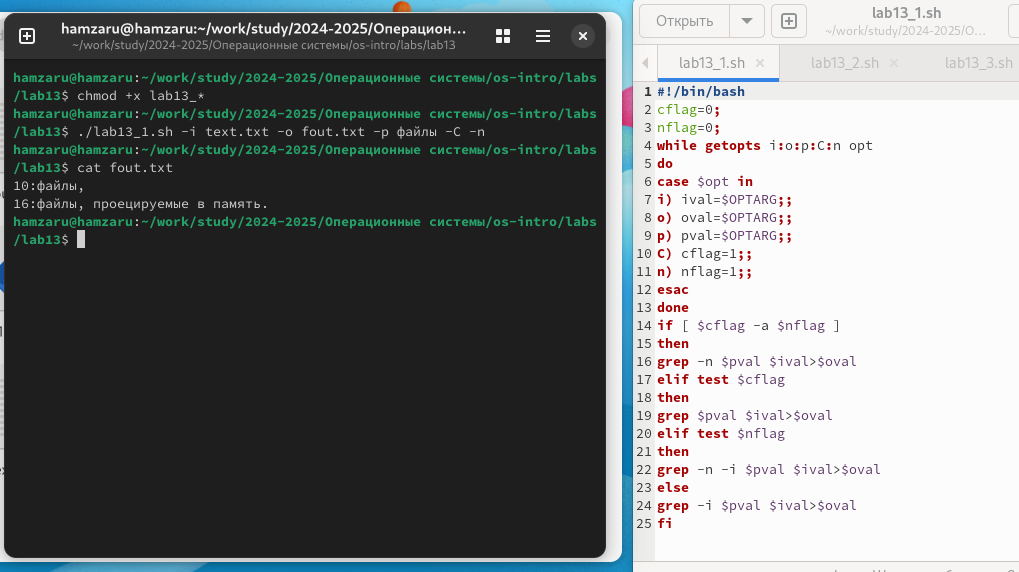 hamzaru@hamzaru:~/work/study/2024-2025/Операцион...
~/work/study/2024-2025/Операционные системы/os-intro/labs/lab13
hamzaru@hamzaru:~/work/study/2024-2025/Операционные системы/os-intro/labs
/lab13$ chmod +x lab13_*
hamzaru@hamzaru:~/work/study/2024-2025/Операционные системы/os-intro/labs
/lab13$ ./lab13_1.sh -i text.txt -o fout.txt -p файлы -C -n
hamzaru@hamzaru:~/work/study/2024-2025/Операционные системы/os-intro/labs
/lab13$ cat fout.txt
10:файлы,
16:файлы, проецируемые в память.
hamzaru@hamzaru:~/work/study/2024-2025/Операционные системы/os-intro/labs
/lab13$
Открыть
lab13_1.sh
~/work/study/2024-2025/О...
lab13_1.sh
lab13_2.sh
lab13_3.sh
1 #!/bin/bash
2 cflag=0;
3 nflag=0;
4 while getopts i:o:p:C:n opt
5 do
6 case $opt in
7 i) ival=$OPTARG;;
8 o) oval=$OPTARG;;
9 p) pval=$OPTARG;;
10 C) cflag=1;;
11 n) nflag=1;;
12 esac
13 done
14 if [ $cflag -a $nflag ]
15 then
16 grep -n $pval $ival>$oval
17 elif test $cflag
18 then
19 grep $pval $ival>$oval
20 elif test $nflag
21 then
22 grep -n -i $pval $ival>$oval
23 else
24 grep -i $pval $ival>$oval
25 fi